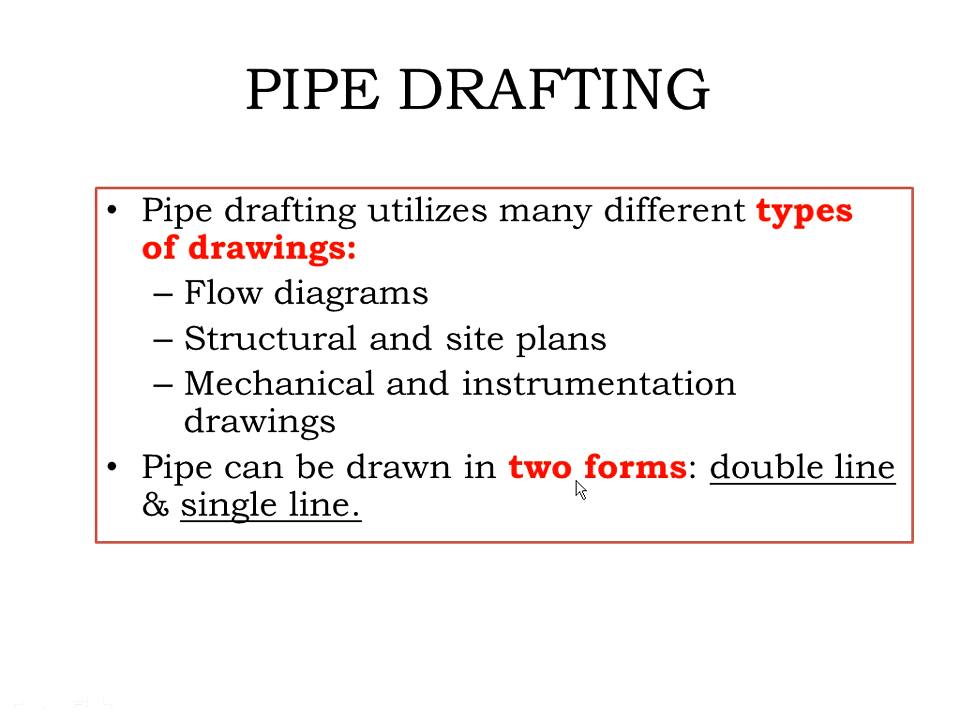 PIPE DRAFTING
• Pipe drafting utilizes many different types
of drawings:
– Flow diagrams
– Structural and site plans
– Mechanical and instrumentation
drawings
• Pipe can be drawn in two forms: double line
& single line.